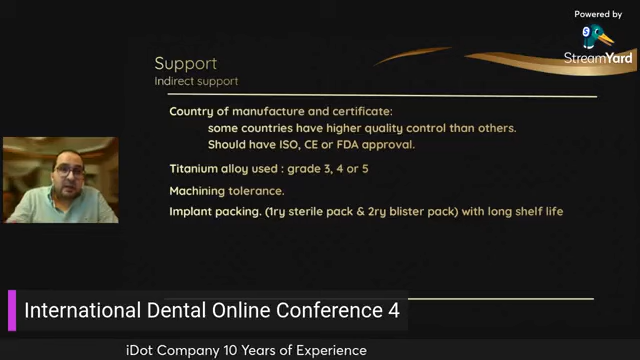 Powered by
StreamYard
Support
Indirect support
Country of manufacture and certificate:
some countries have higher quality control than others.
Should have ISO, CE or FDA approval.
Titanium alloy used : grade 3, 4 or 5
Machining tolerance.
Implant packing. (1ry sterile pack & 2ry blister pack) with long shelf life
International Dental Online Conference 4
iDot Company 10 Years of Experience